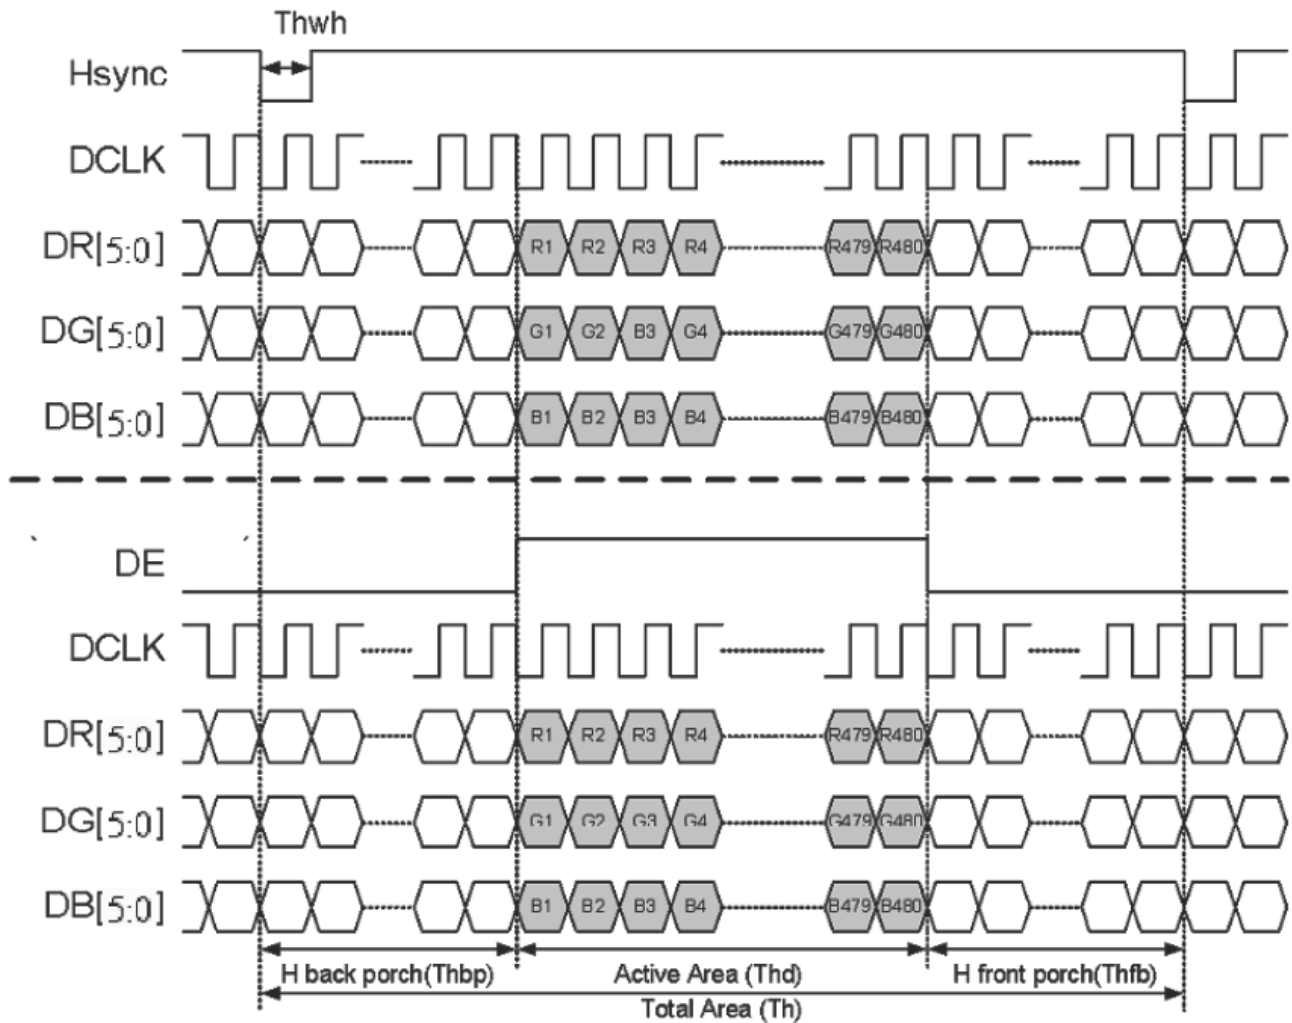 Thwh
Hsync
DCLK
DR[5:0] R1 R2 R3 R4 R479 R480
DG[5:0] G1 G2 B3 G4 G479 G480
DB[5:0] B1 B2 B3 B4 B479 B480
DE
DCLK
DR[5:0] R1 R2 R3 R4 R479 R480
DG[5:0] G1 G2 G3 G4 G479 G480
DB[5:0] B1 B2 B3 B4 B479 B480
H back porch(Thbp) Active Area (Thd) H front porch(Thfb)
Total Area (Th)